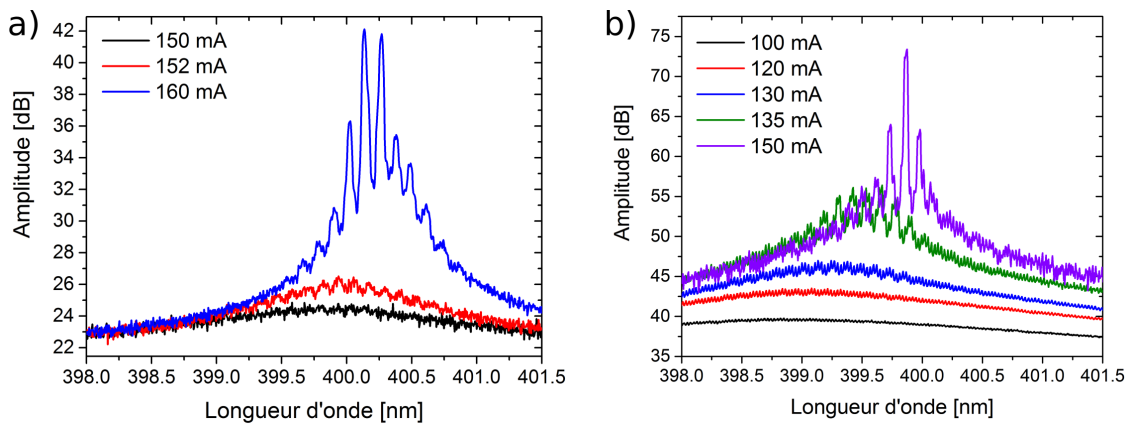 a)
150 mA
152 mA
160 mA
Amplitude [dB]
42
40
38
36
34
32
30
28
26
24
22
398.0 398.5 399.0 399.5 400.0 400.5 401.0 401.5
Longueur d'onde [nm]
b)
100 mA
120 mA
130 mA
135 mA
150 mA
Amplitude [dB]
75
70
65
60
55
50
45
40
35
398.0 398.5 399.0 399.5 400.0 400.5 401.0 401.5
Longueur d'onde [nm]